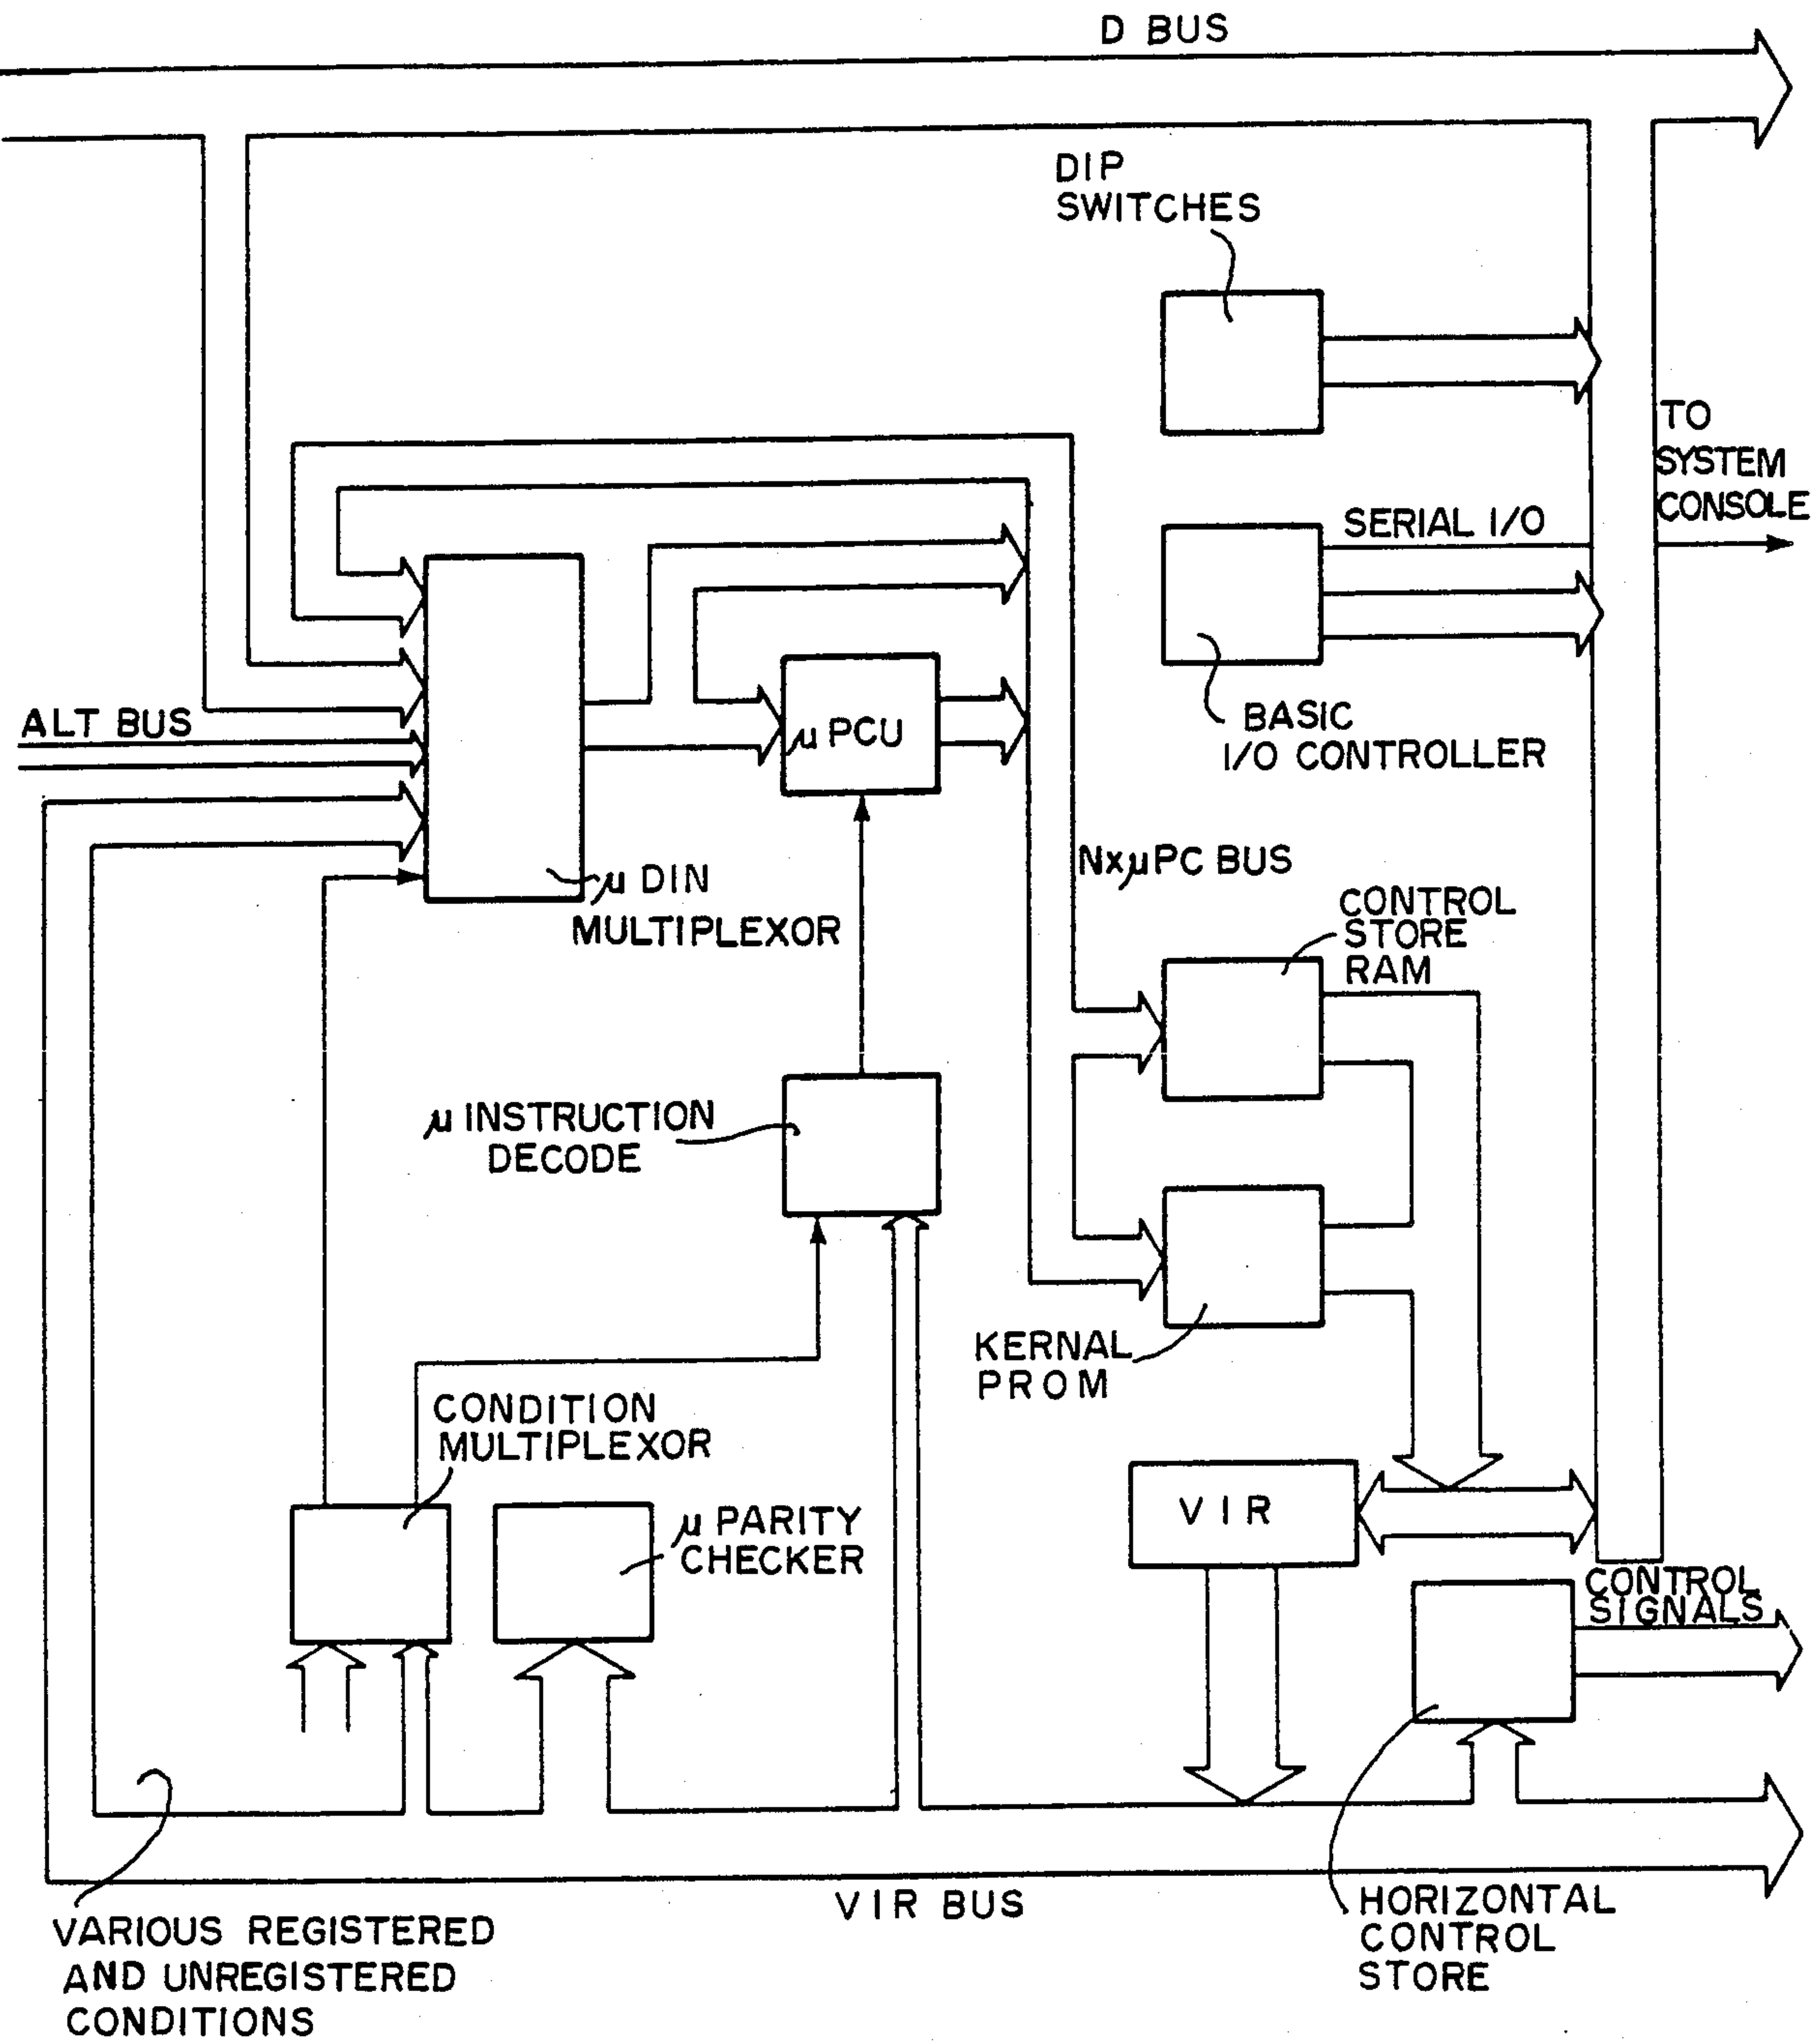 D BUS
DIP
SWITCHES
TO
SYSTEM
CONSOLE
SERIAL I/O
ALT BUS
μ PCU
BASIC
I/O CONTROLLER
μ DIN
MULTIPLEXOR
NxμPC BUS
CONTROL
STORE
RAM
μ INSTRUCTION
DECODE
KERNAL
PROM
CONDITION
MULTIPLEXOR
μ PARITY
CHECKER
VIR
CONTROL
SIGNALS
VIR BUS
VARIOUS REGISTERED
AND UNREGISTERED
CONDITIONS
HORIZONTAL
CONTROL
STORE